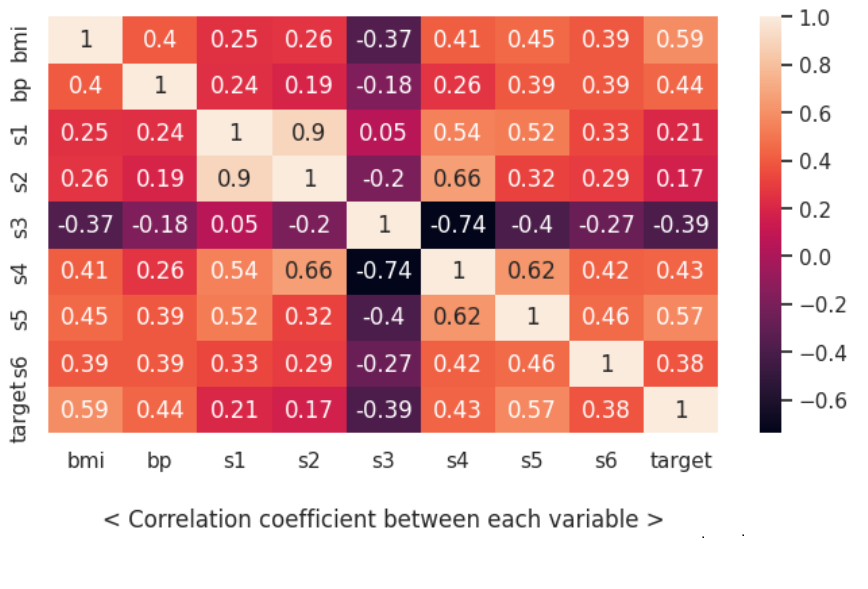 bmi 1 0.4 0.25 0.26 -0.37 0.41 0.45 0.39 0.59 1.0
bp 0.4 1 0.24 0.19 -0.18 0.26 0.39 0.39 0.44 0.8
s1 0.25 0.24 1 0.9 0.05 0.54 0.52 0.33 0.21 0.6
s2 0.26 0.19 0.9 1 -0.2 0.66 0.32 0.29 0.17 0.4
s3 -0.37 -0.18 0.05 -0.2 1 -0.74 -0.4 -0.27 -0.39 0.2
s4 0.41 0.26 0.54 0.66 -0.74 1 0.62 0.42 0.43 0.0
s5 0.45 0.39 0.52 0.32 -0.4 0.62 1 0.46 0.57 −0.2
s6 0.39 0.39 0.33 0.29 -0.27 0.42 0.46 1 0.38 −0.4
target 0.59 0.44 0.21 0.17 -0.39 0.43 0.57 0.38 1 −0.6
bmi bp s1 s2 s3 s4 s5 s6 target
< Correlation coefficient between each variable >